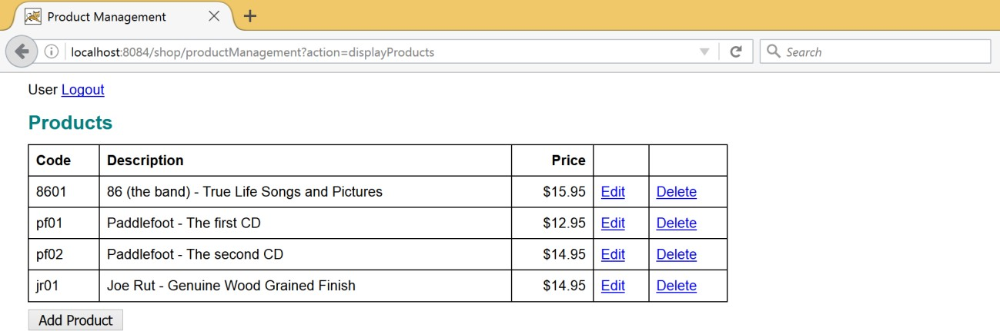 Product Management
localhost:8084/shop/productManagement?action=displayProducts Search
User Logout
Products
Code Description Price
8601 86 (the band) - True Life Songs and Pictures $15.95 Edit Delete
pf01 Paddlefoot - The first CD $12.95 Edit Delete
pf02 Paddlefoot - The second CD $14.95 Edit Delete
jr01 Joe Rut - Genuine Wood Grained Finish $14.95 Edit Delete
Add Product